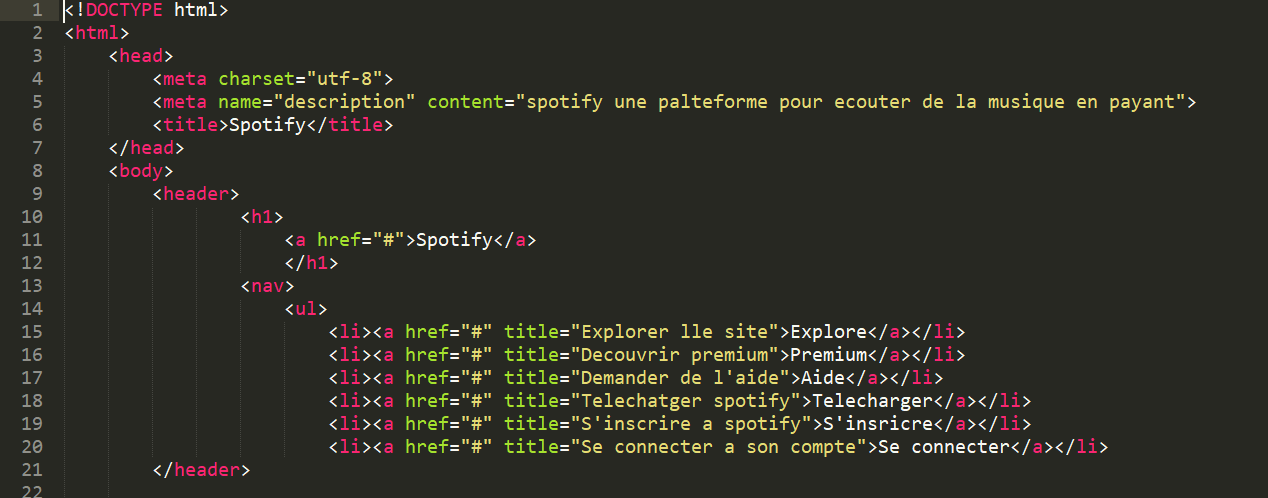 1 <!DOCTYPE html>
2 <html>
3 <head>
4 <meta charset="utf-8">
5 <meta name="description" content="spotify une palteforme pour ecouter de la musique en payant">
6 <title>Spotify</title>
7 </head>
8 <body>
9 <header>
10 <h1>
11 <a href="#">Spotify</a>
12 </h1>
13 <nav>
14 <ul>
15 <li><a href="#" title="Explorer lle site">Explore</a></li>
16 <li><a href="#" title="Decouvrir premium">Premium</a></li>
17 <li><a href="#" title="Demander de l'aide">Aide</a></li>
18 <li><a href="#" title="Telechatger spotify">Telecharger</a></li>
19 <li><a href="#" title="S'inscrire a spotify">S'insricre</a></li>
20 <li><a href="#" title="Se connecter a son compte">Se connecter</a></li>
21 </header>
22